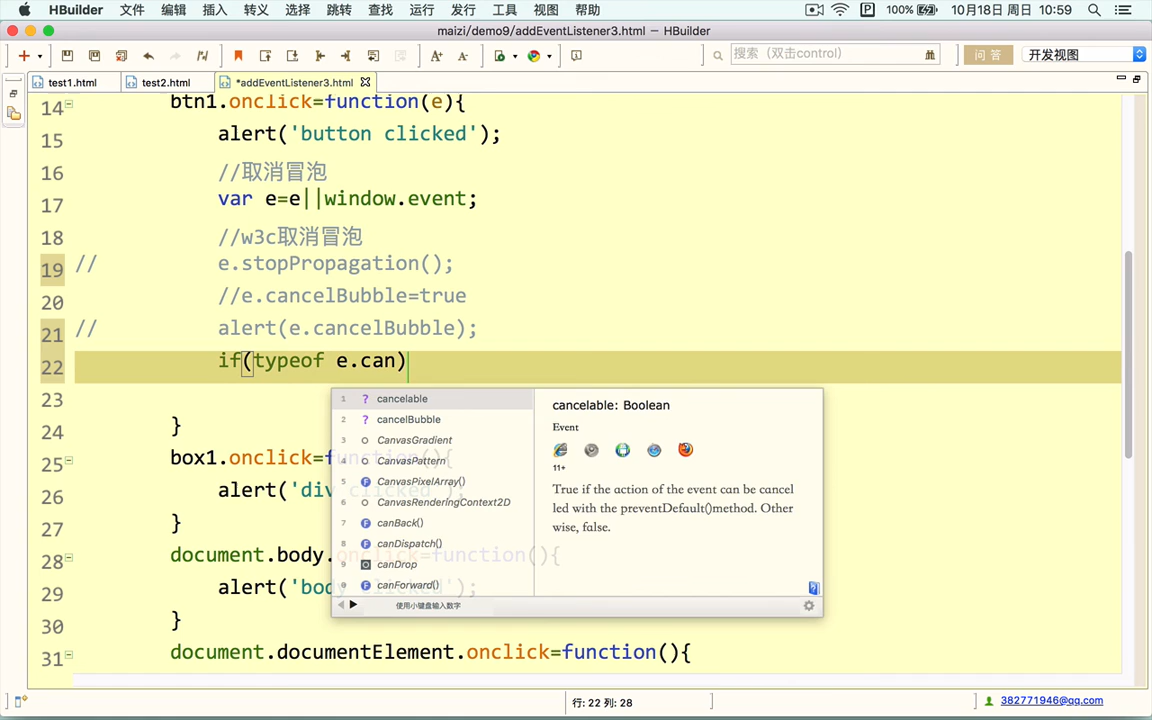 HBuilder 文件 编辑 插入 转义 选择 跳转 查找 运行 发行 工具 视图 帮助 P 100% 10月18日 周日 10:59
maizi/demo9/addEventListener3.html — HBuilder
搜索（双击control） 问 答 开发视图
test1.html test2.html *addEventListener3.html
14 btn1.onclick=function(e){
15 alert('button clicked');
16 //取消冒泡
17 var e=e||window.event;
18 //w3c取消冒泡
19 // e.stopPropagation();
20 //e.cancelBubble=true
21 // alert(e.cancelBubble);
22 if(typeof e.can)
23
24 }
25 box1.onclick=function(){
26 alert('div clicked');
27 }
28 document.body.onclick=function(){
29 alert('body clicked');
30 }
31 document.documentElement.onclick=function(){
1 ? cancelable
2 ? cancelBubble
3 CanvasGradient
4 CanvasPattern
5 F CanvasPixelArray()
6 CanvasRenderingContext2D
7 F canBack()
8 F canDispatch()
9 canDrop
0 F canForward()
使用小键盘输入数字
cancelable: Boolean
Event
11+
True if the action of the event can be cancel
led with the preventDefault()method. Other
wise, false.
行: 22 列: 28
382771946@qq.com